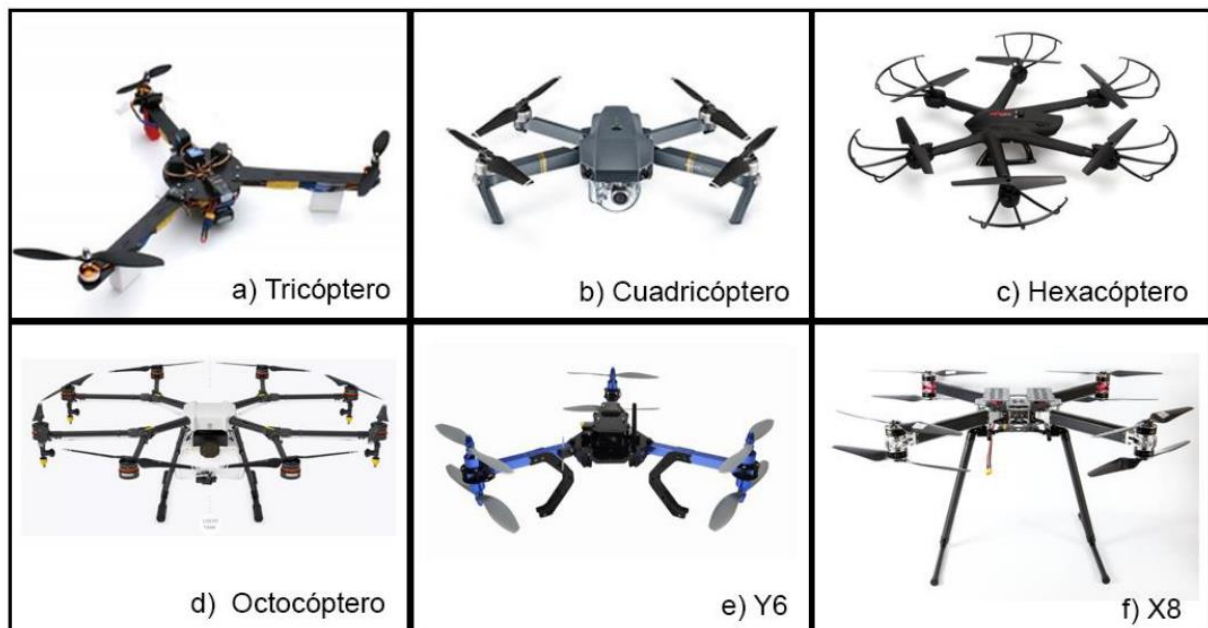 a) Tricóptero
b) Cuadricóptero
c) Hexacóptero
d) Octocóptero
e) Y6
f) X8